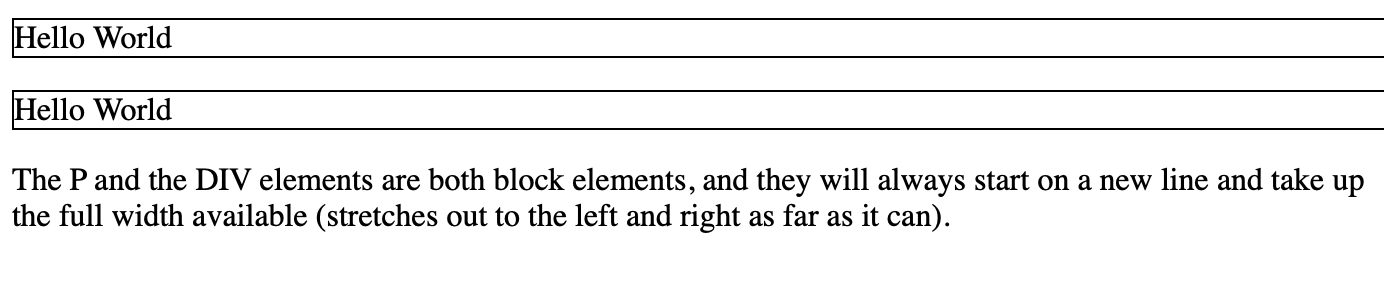 Hello World
Hello World
The P and the DIV elements are both block elements, and they will always start on a new line and take up
the full width available (stretches out to the left and right as far as it can).